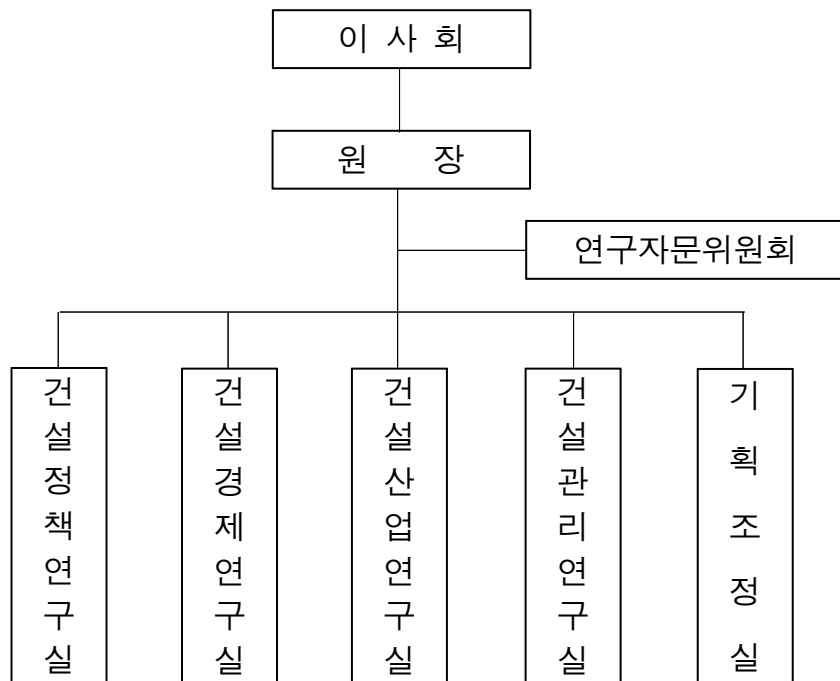 이 사 회
원 장
연구자문위원회
건설정책연구실
건설경제연구실
건설산업연구실
건설관리연구실
기획조정실